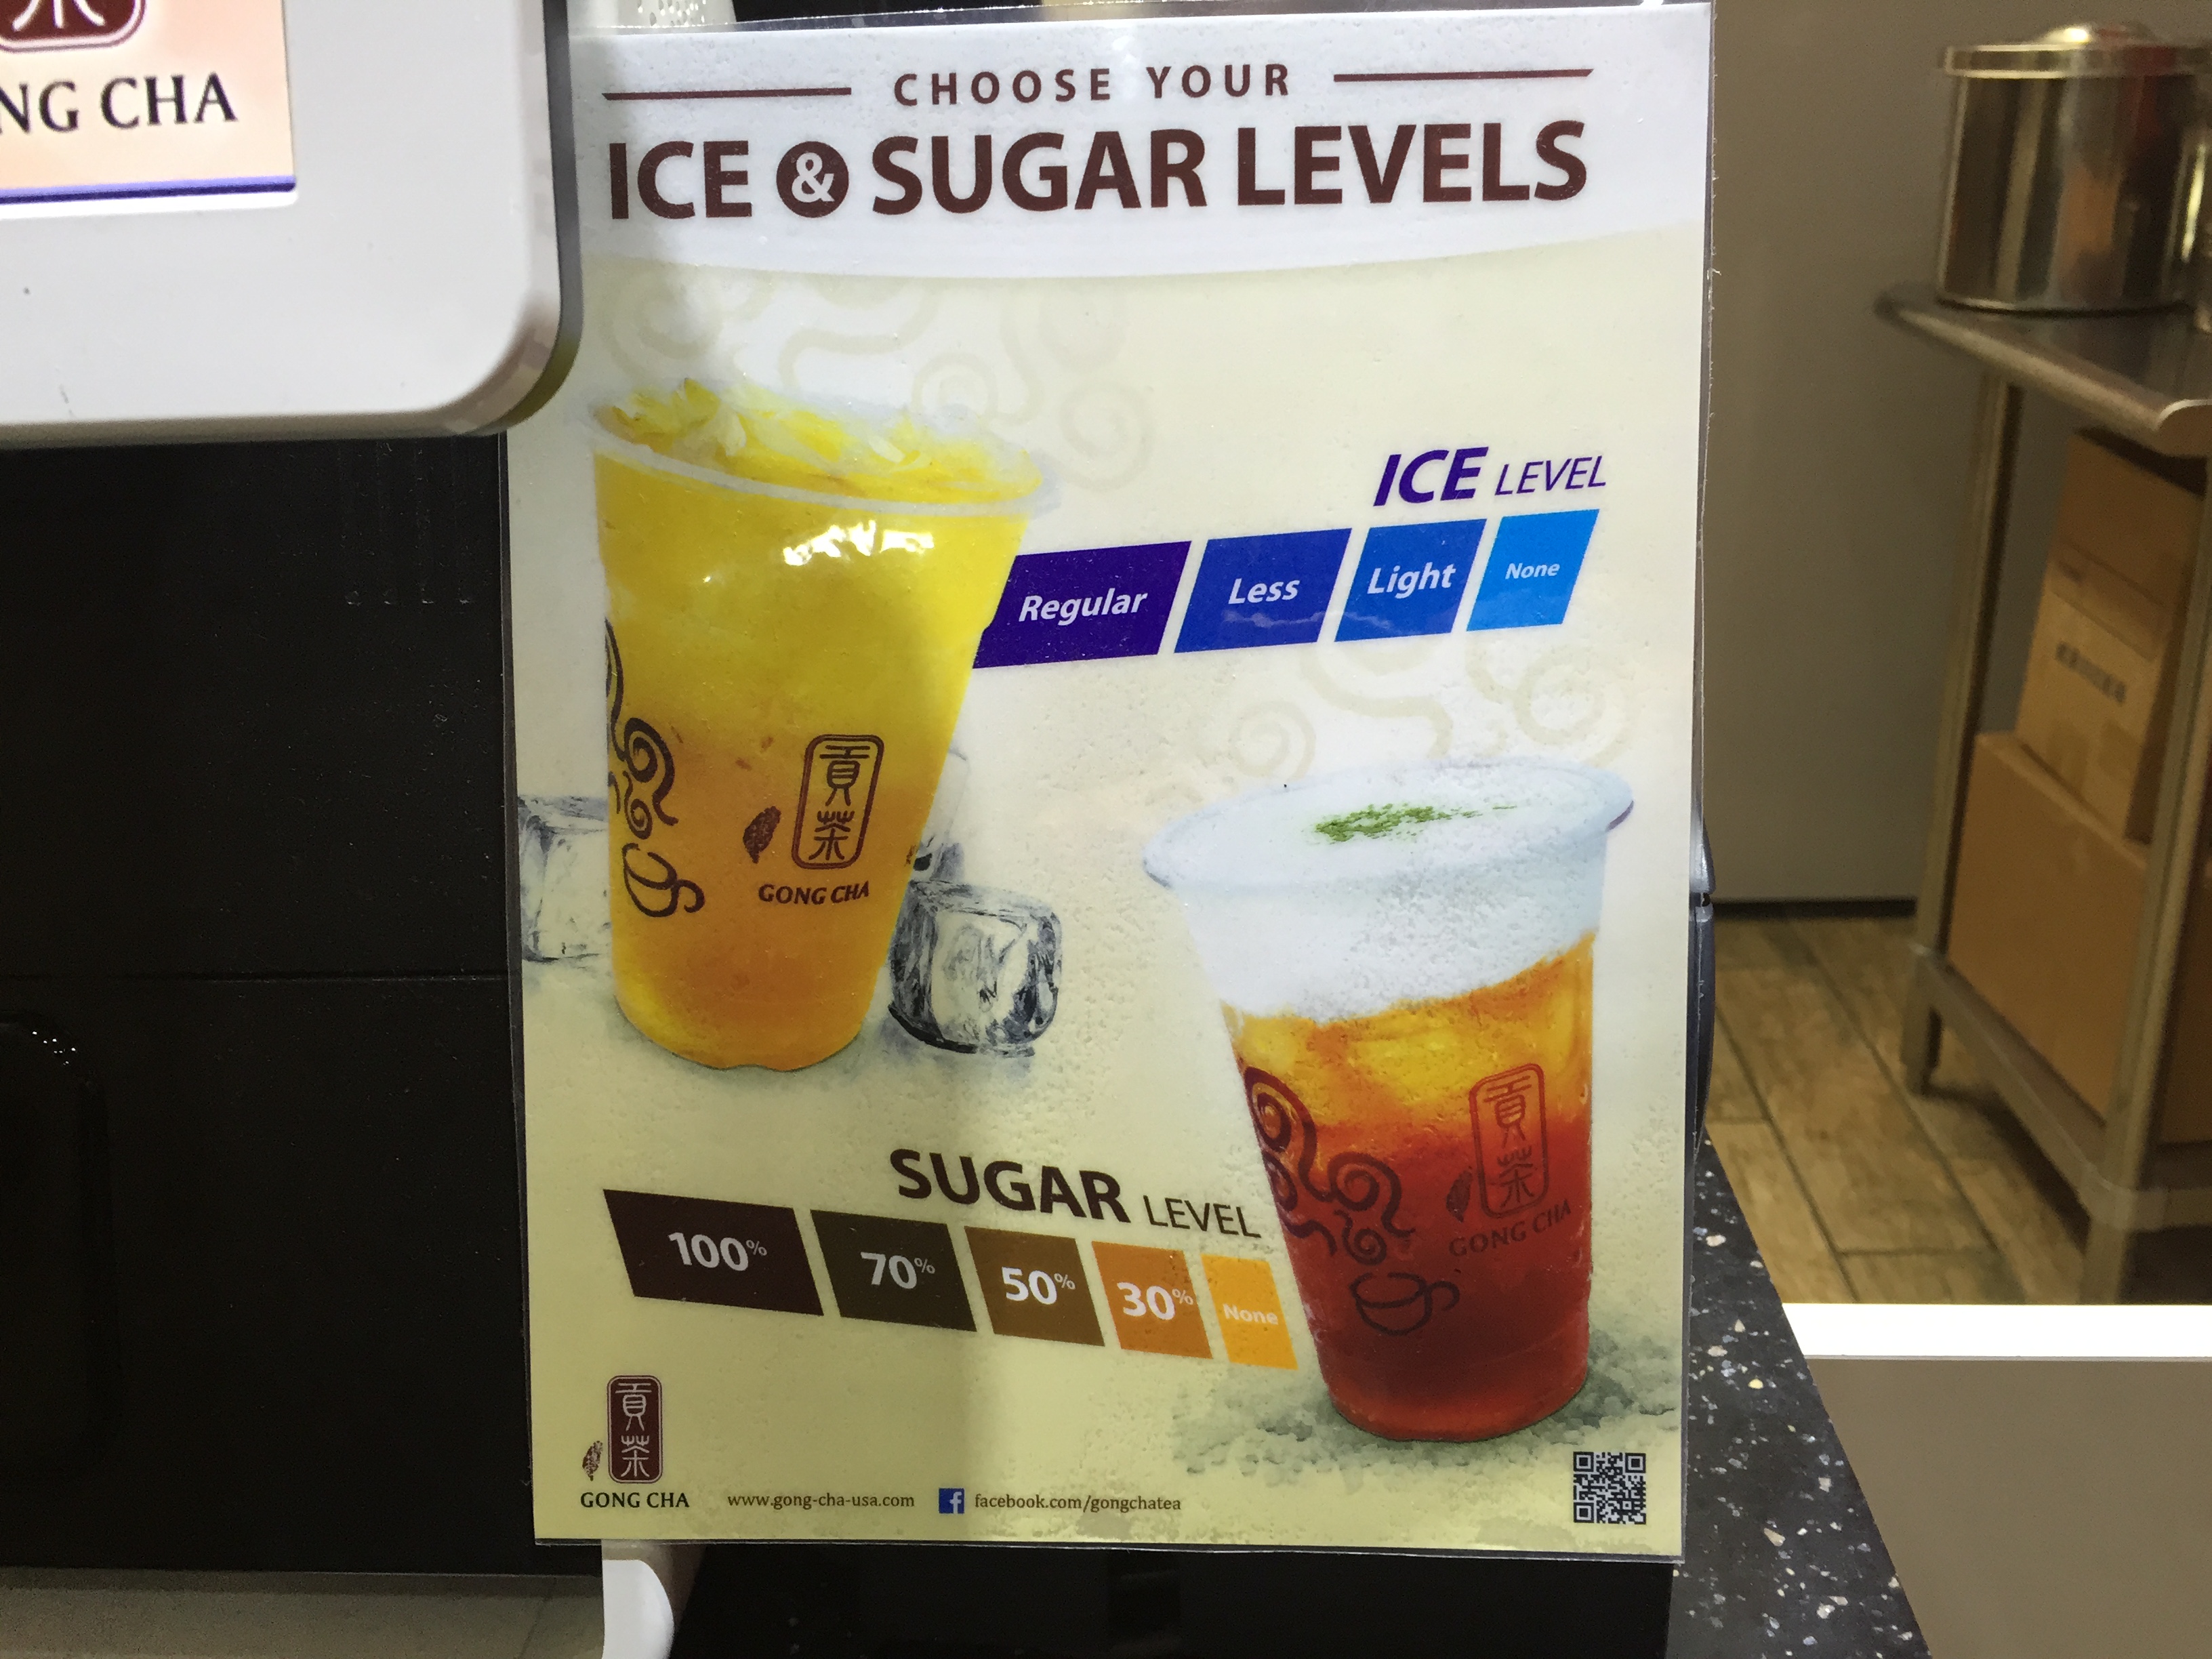 NG CHA
CHOOSE YOUR
ICE & SUGAR LEVELS
ICE LEVEL
Regular
Less
Light
None
貢茶
GONG CHA
貢茶
GONG CHA
SUGAR LEVEL
100%
70%
50%
30%
None
貢茶
GONG CHA
www.gong-cha-usa.com
facebook.com/gongchatea